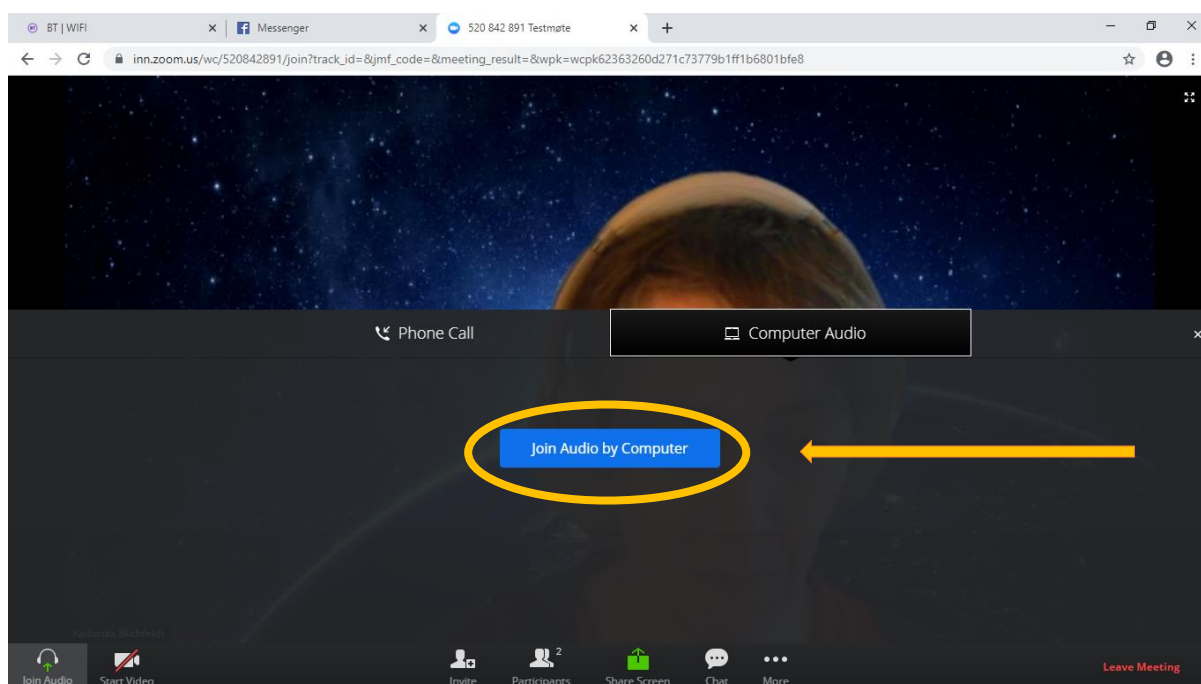 BT | WIFI
Messenger
520 842 891 Testmøte
inn.zoom.us/wc/520842891/join?track_id=&jmf_code=&meeting_result=&wpk=wcpk62363260d271c73779b1ff1b6801bfe8
Phone Call
Computer Audio
Join Audio by Computer
Join Audio
Start Video
Invite
2
Participants
Share Screen
Chat
More
Leave Meeting